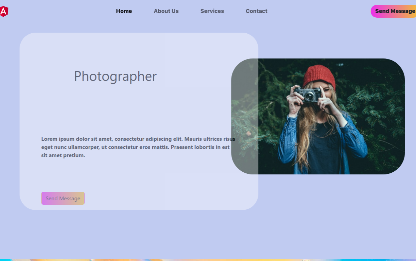 A
Home
About Us
Services
Contact
Send Message
Photographer
Lorem ipsum dolor sit amet, consectetur adipiscing elit. Mauris ultrices risus
eget nunc ullamcorper, ut consectetur eros mattis. Praesent lobortis in est
sit amet pretium.
Send Message